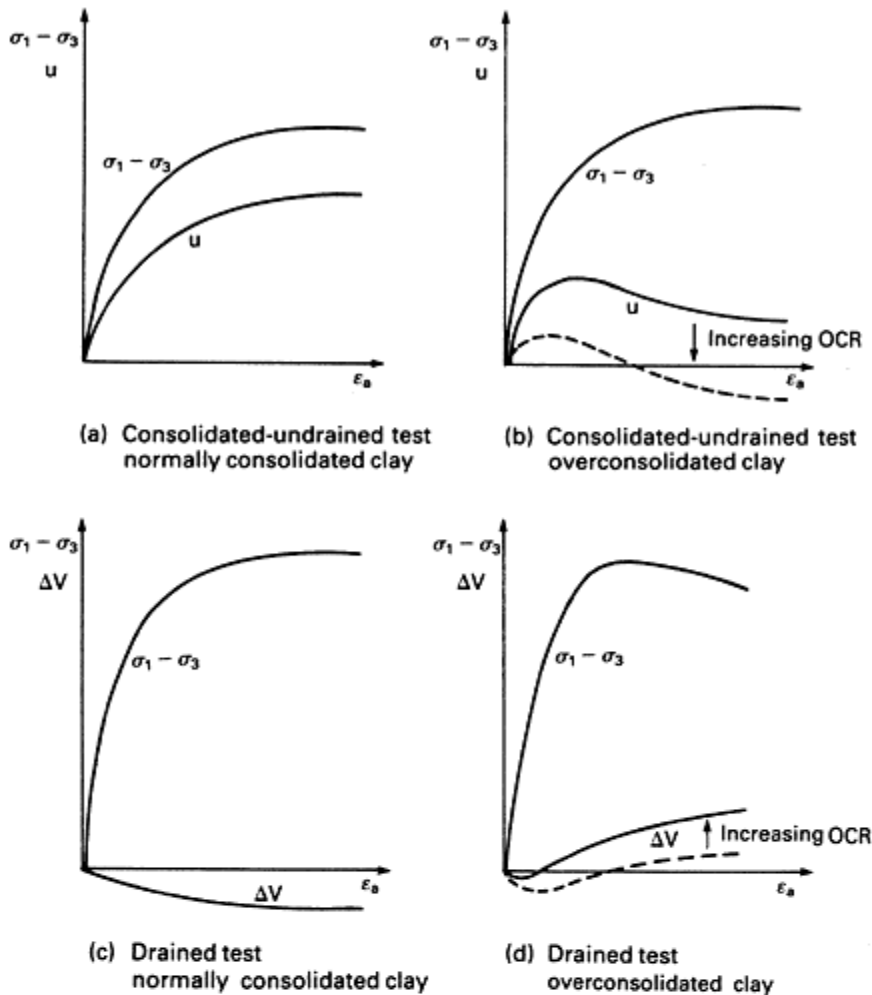 σ₁ − σ₃
u
σ₁ − σ₃
u
εₐ
(a) Consolidated-undrained test
normally consolidated clay
σ₁ − σ₃
u
σ₁ − σ₃
u
Increasing OCR
εₐ
(b) Consolidated-undrained test
overconsolidated clay
σ₁ − σ₃
ΔV
σ₁ − σ₃
εₐ
ΔV
(c) Drained test
normally consolidated clay
σ₁ − σ₃
ΔV
σ₁ − σ₃
ΔV
Increasing OCR
εₐ
(d) Drained test
overconsolidated clay